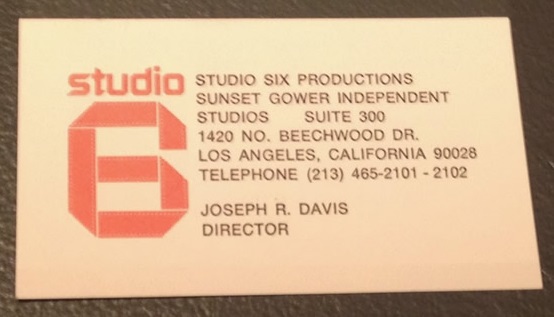 studio
6
STUDIO SIX PRODUCTIONS
SUNSET GOWER INDEPENDENT
STUDIOS SUITE 300
1420 NO. BEECHWOOD DR.
LOS ANGELES, CALIFORNIA 90028
TELEPHONE (213) 465-2101 - 2102
JOSEPH R. DAVIS
DIRECTOR